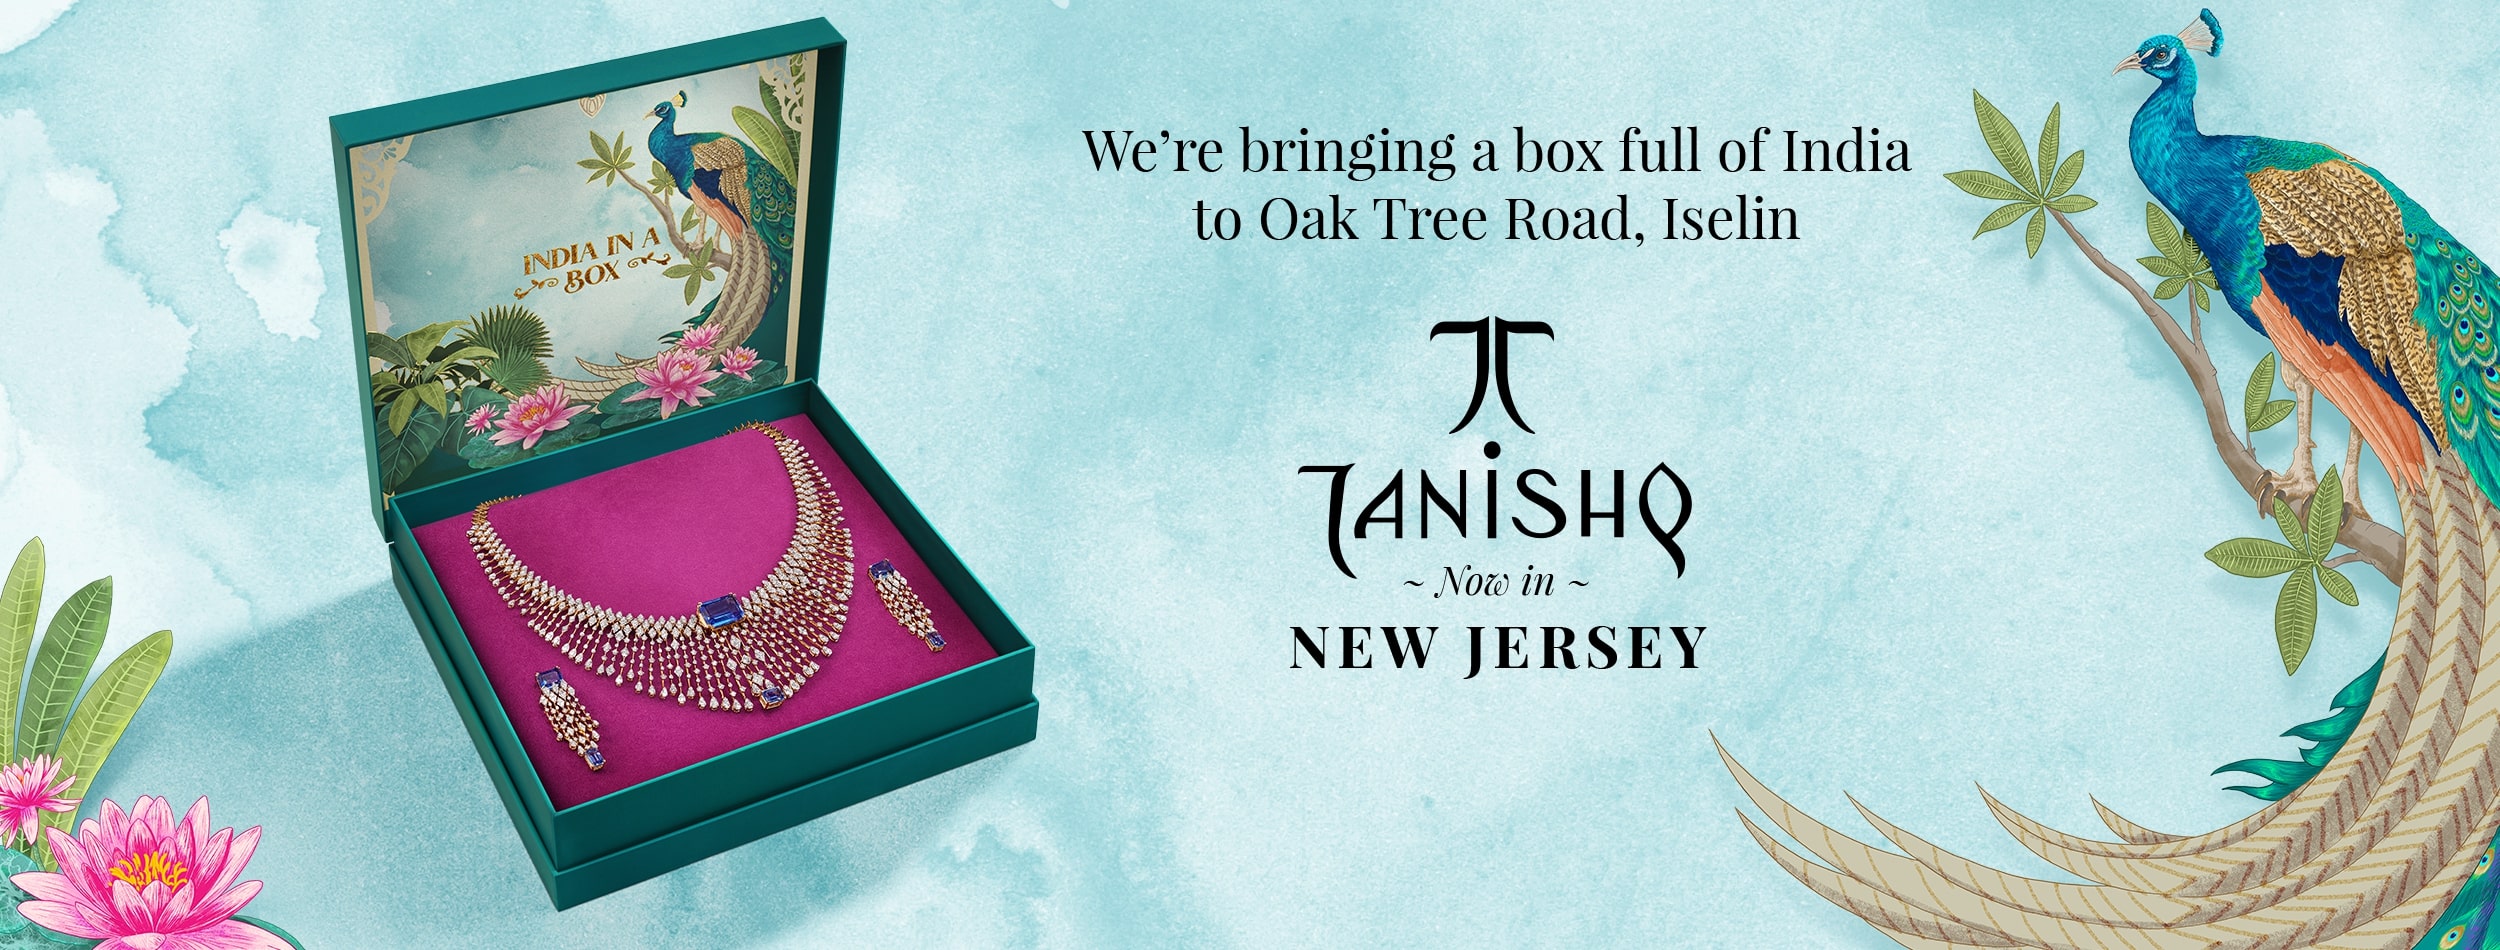 INDIA IN A
BOX
We're bringing a box full of India
to Oak Tree Road, Iselin
TANISHQ
~ Now in ~
NEW JERSEY